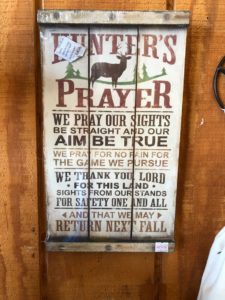 HUNTER'S
PRAYER
WE PRAY OUR SIGHTS
BE STRAIGHT AND OUR
AIM BE TRUE
WE PRAY FOR NO PAIN FOR
THE GAME WE PURSUE
WE THANK YOU LORD
• FOR THIS LAND •
SIGHTS FROM OUR STANDS
FOR SAFETY ONE AND ALL
AND THAT WE MAY
RETURN NEXT FALL